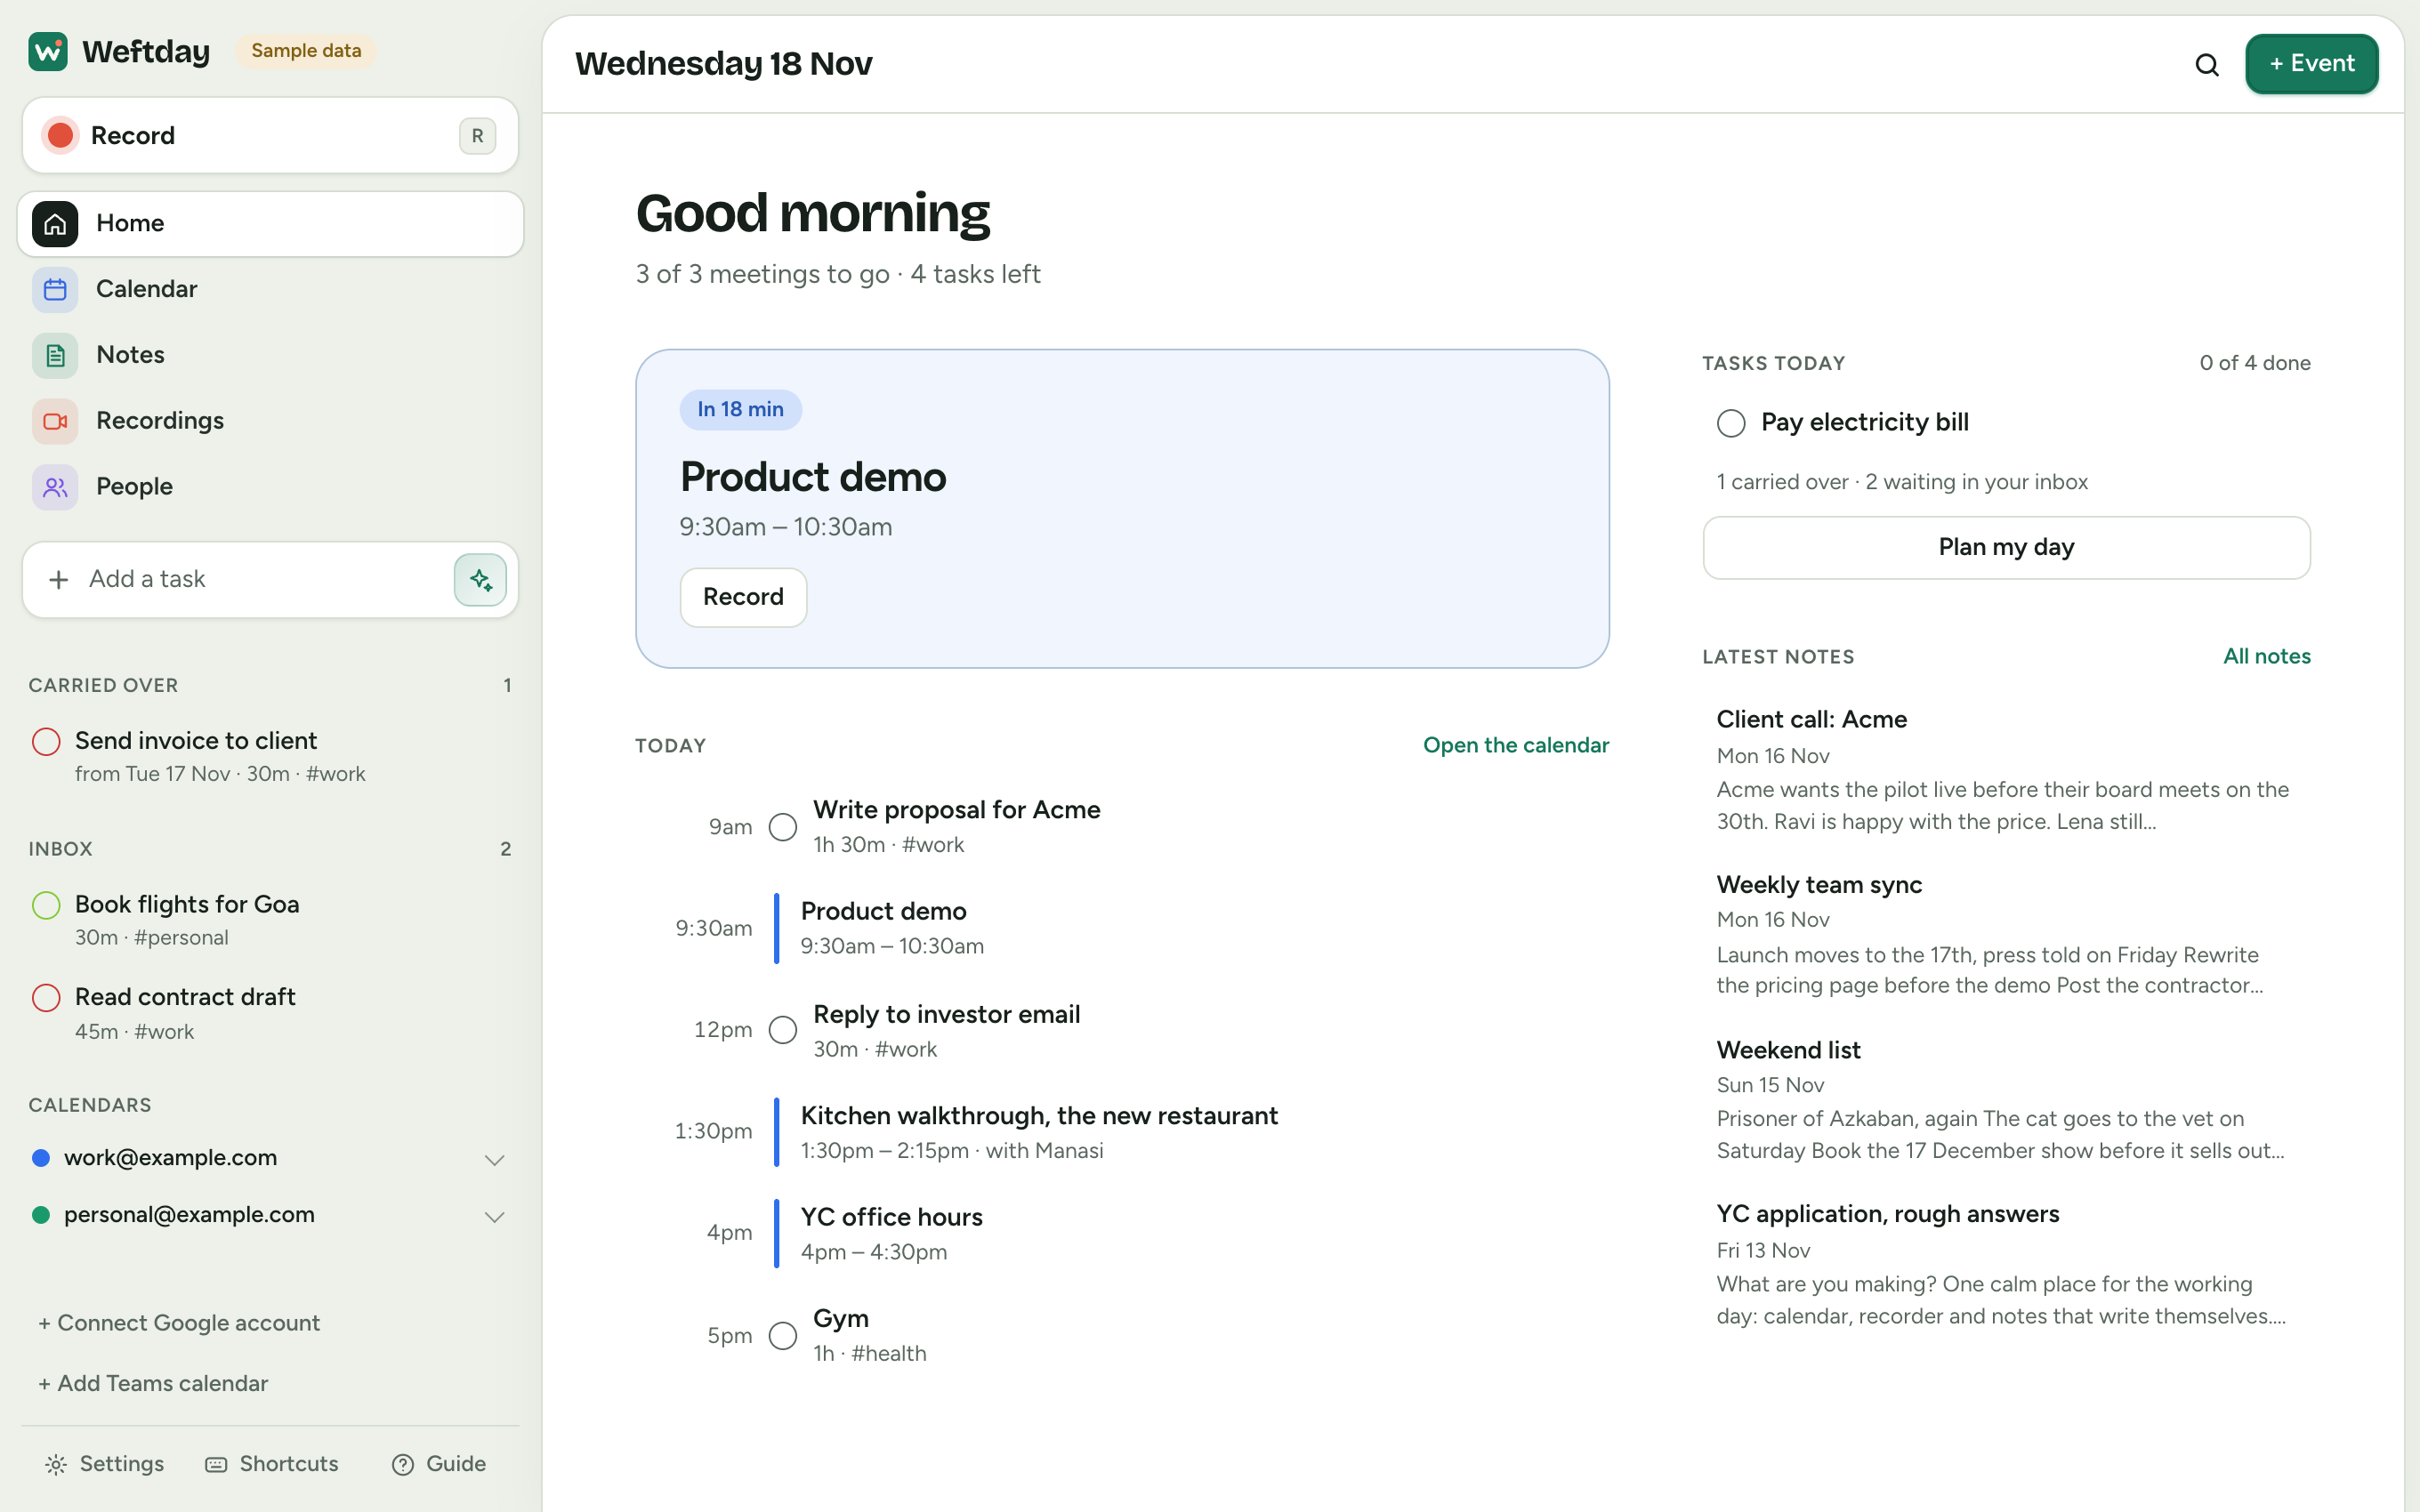 Weftday
Sample data
Record
R
Home
Calendar
Notes
Recordings
People
Add a task
CARRIED OVER 1
Send invoice to client
from Tue 17 Nov · 30m · #work
INBOX 2
Book flights for Goa
30m · #personal
Read contract draft
45m · #work
CALENDARS
work@example.com
personal@example.com
+ Connect Google account
+ Add Teams calendar
Settings
Shortcuts
Guide
Wednesday 18 Nov
+ Event
Good morning
3 of 3 meetings to go · 4 tasks left
In 18 min
Product demo
9:30am – 10:30am
Record
TODAY
Open the calendar
9am
Write proposal for Acme
1h 30m · #work
9:30am
Product demo
9:30am – 10:30am
12pm
Reply to investor email
30m · #work
1:30pm
Kitchen walkthrough, the new restaurant
1:30pm – 2:15pm · with Manasi
4pm
YC office hours
4pm – 4:30pm
5pm
Gym
1h · #health
TASKS TODAY
0 of 4 done
Pay electricity bill
1 carried over · 2 waiting in your inbox
Plan my day
LATEST NOTES
All notes
Client call: Acme
Mon 16 Nov
Acme wants the pilot live before their board meets on the
30th. Ravi is happy with the price. Lena still...
Weekly team sync
Mon 16 Nov
Launch moves to the 17th, press told on Friday Rewrite
the pricing page before the demo Post the contractor...
Weekend list
Sun 15 Nov
Prisoner of Azkaban, again The cat goes to the vet on
Saturday Book the 17 December show before it sells out...
YC application, rough answers
Fri 13 Nov
What are you making? One calm place for the working
day: calendar, recorder and notes that write themselves....